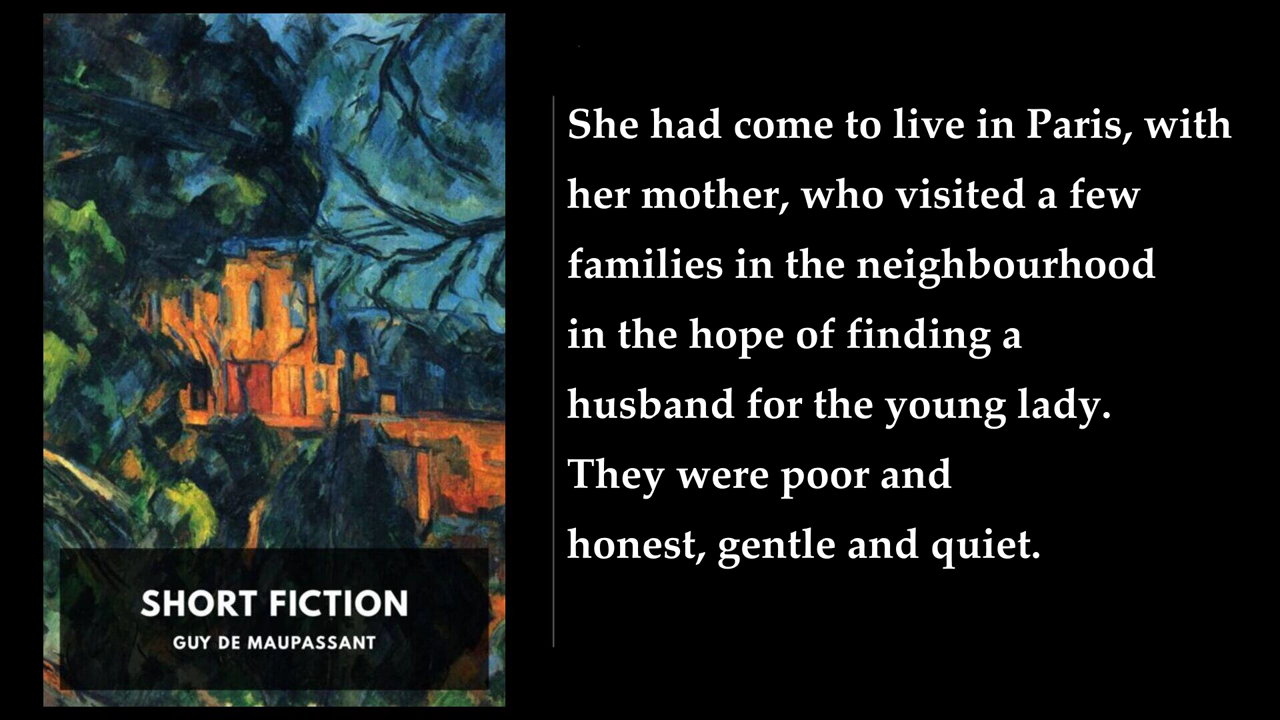 SHORT FICTION
GUY DE MAUPASSANT
She had come to live in Paris, with
her mother, who visited a few
families in the neighbourhood
in the hope of finding a
husband for the young lady.
They were poor and
honest, gentle and quiet.